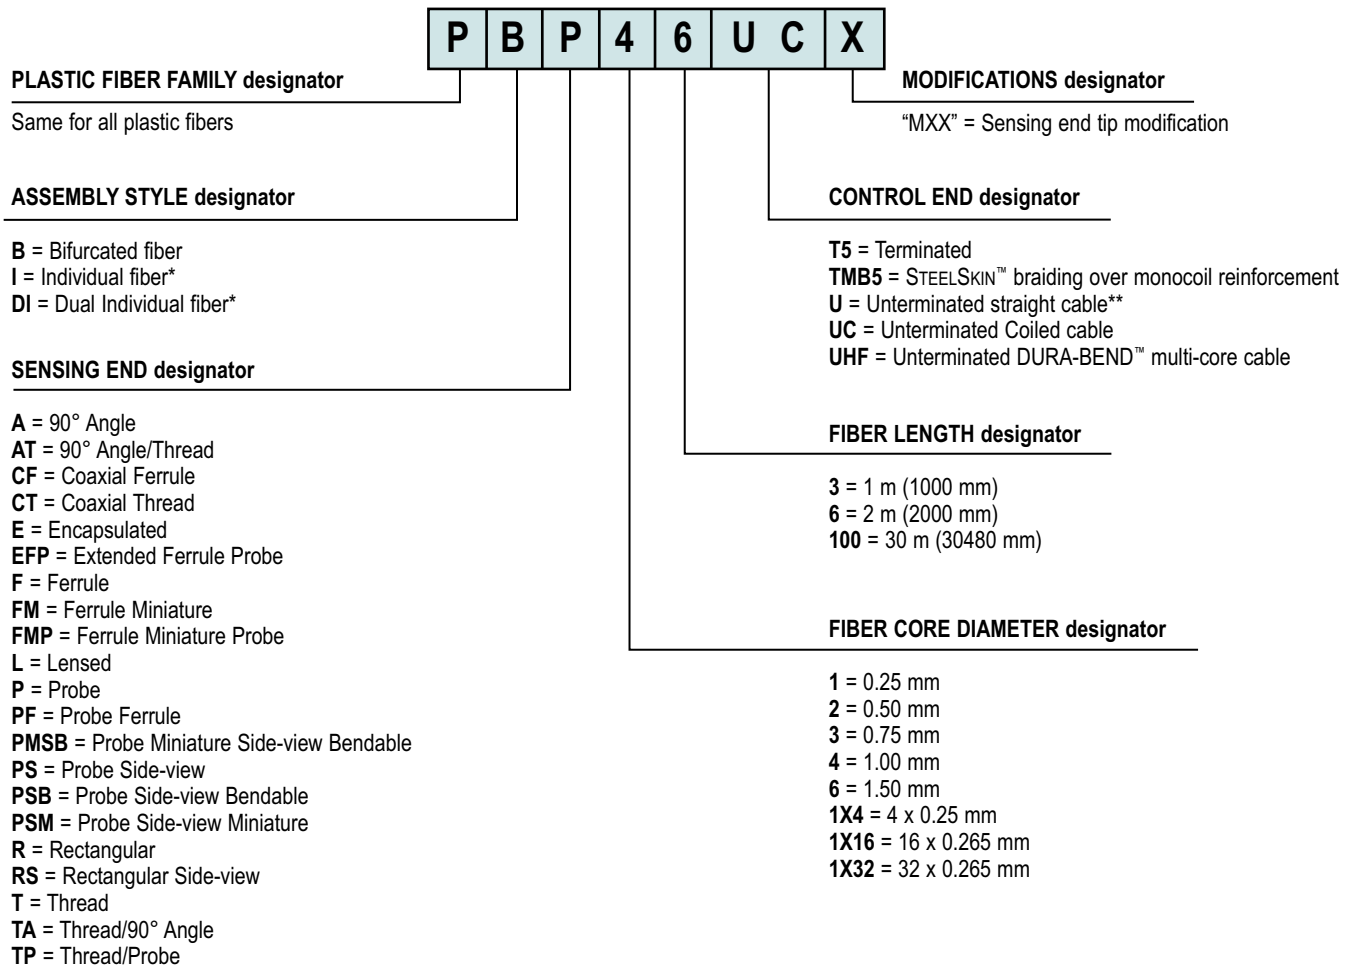 P B P 4 6 U C X
PLASTIC FIBER FAMILY designator
Same for all plastic fibers
ASSEMBLY STYLE designator
B = Bifurcated fiber
I = Individual fiber*
DI = Dual Individual fiber*
SENSING END designator
A = 90° Angle
AT = 90° Angle/Thread
CF = Coaxial Ferrule
CT = Coaxial Thread
E = Encapsulated
EFP = Extended Ferrule Probe
F = Ferrule
FM = Ferrule Miniature
FMP = Ferrule Miniature Probe
L = Lensed
P = Probe
PF = Probe Ferrule
PMSB = Probe Miniature Side-view Bendable
PS = Probe Side-view
PSB = Probe Side-view Bendable
PSM = Probe Side-view Miniature
R = Rectangular
RS = Rectangular Side-view
T = Thread
TA = Thread/90° Angle
TP = Thread/Probe
MODIFICATIONS designator
“MXX” = Sensing end tip modification
CONTROL END designator
T5 = Terminated
TMB5 = STEELSKIN™ braiding over monocoil reinforcement
U = Unterminated straight cable**
UC = Unterminated Coiled cable
UHF = Unterminated DURA-BEND™ multi-core cable
FIBER LENGTH designator
3 = 1 m (1000 mm)
6 = 2 m (2000 mm)
100 = 30 m (30480 mm)
FIBER CORE DIAMETER designator
1 = 0.25 mm
2 = 0.50 mm
3 = 0.75 mm
4 = 1.00 mm
6 = 1.50 mm
1X4 = 4 x 0.25 mm
1X16 = 16 x 0.265 mm
1X32 = 32 x 0.265 mm